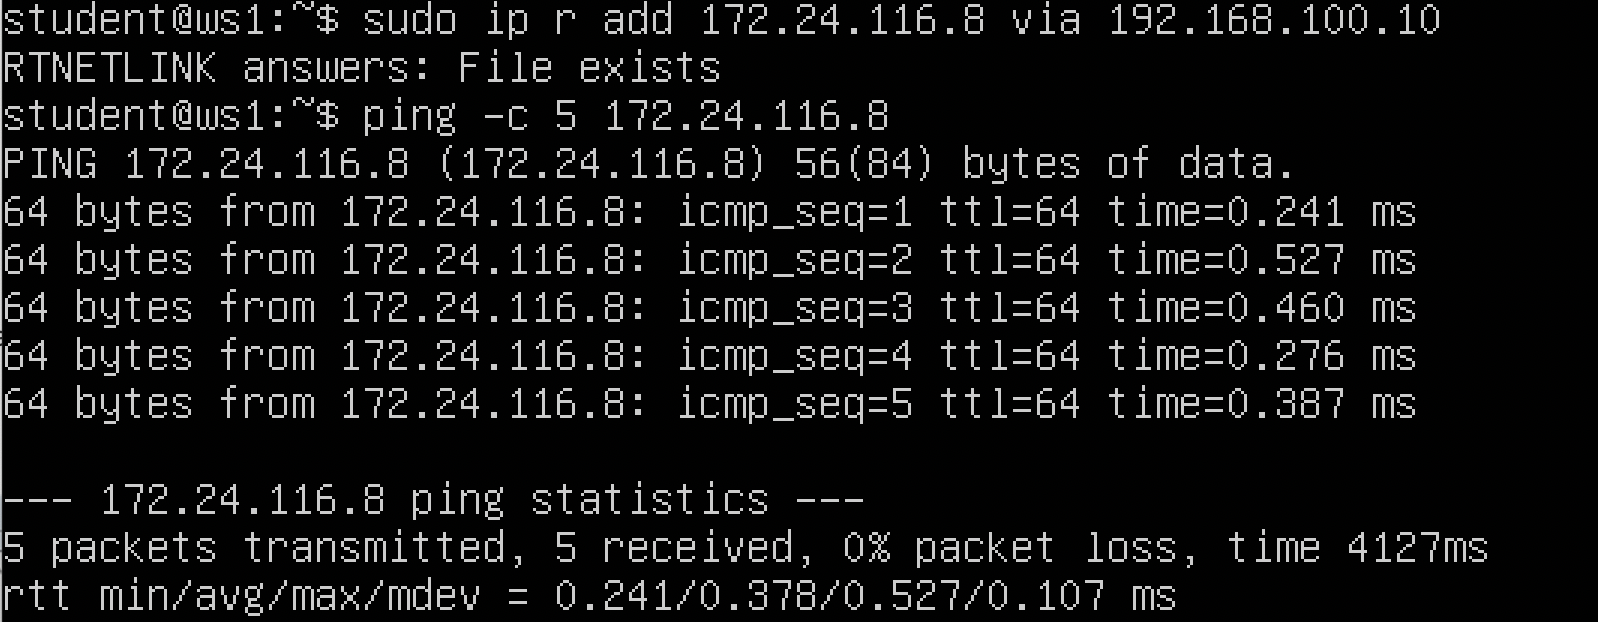 student@ws1:~$ sudo ip r add 172.24.116.8 via 192.168.100.10
RTNETLINK answers: File exists
student@ws1:~$ ping -c 5 172.24.116.8
PING 172.24.116.8 (172.24.116.8) 56(84) bytes of data.
64 bytes from 172.24.116.8: icmp_seq=1 ttl=64 time=0.241 ms
64 bytes from 172.24.116.8: icmp_seq=2 ttl=64 time=0.527 ms
64 bytes from 172.24.116.8: icmp_seq=3 ttl=64 time=0.460 ms
64 bytes from 172.24.116.8: icmp_seq=4 ttl=64 time=0.276 ms
64 bytes from 172.24.116.8: icmp_seq=5 ttl=64 time=0.387 ms
--- 172.24.116.8 ping statistics ---
5 packets transmitted, 5 received, 0% packet loss, time 4127ms
rtt min/avg/max/mdev = 0.241/0.378/0.527/0.107 ms